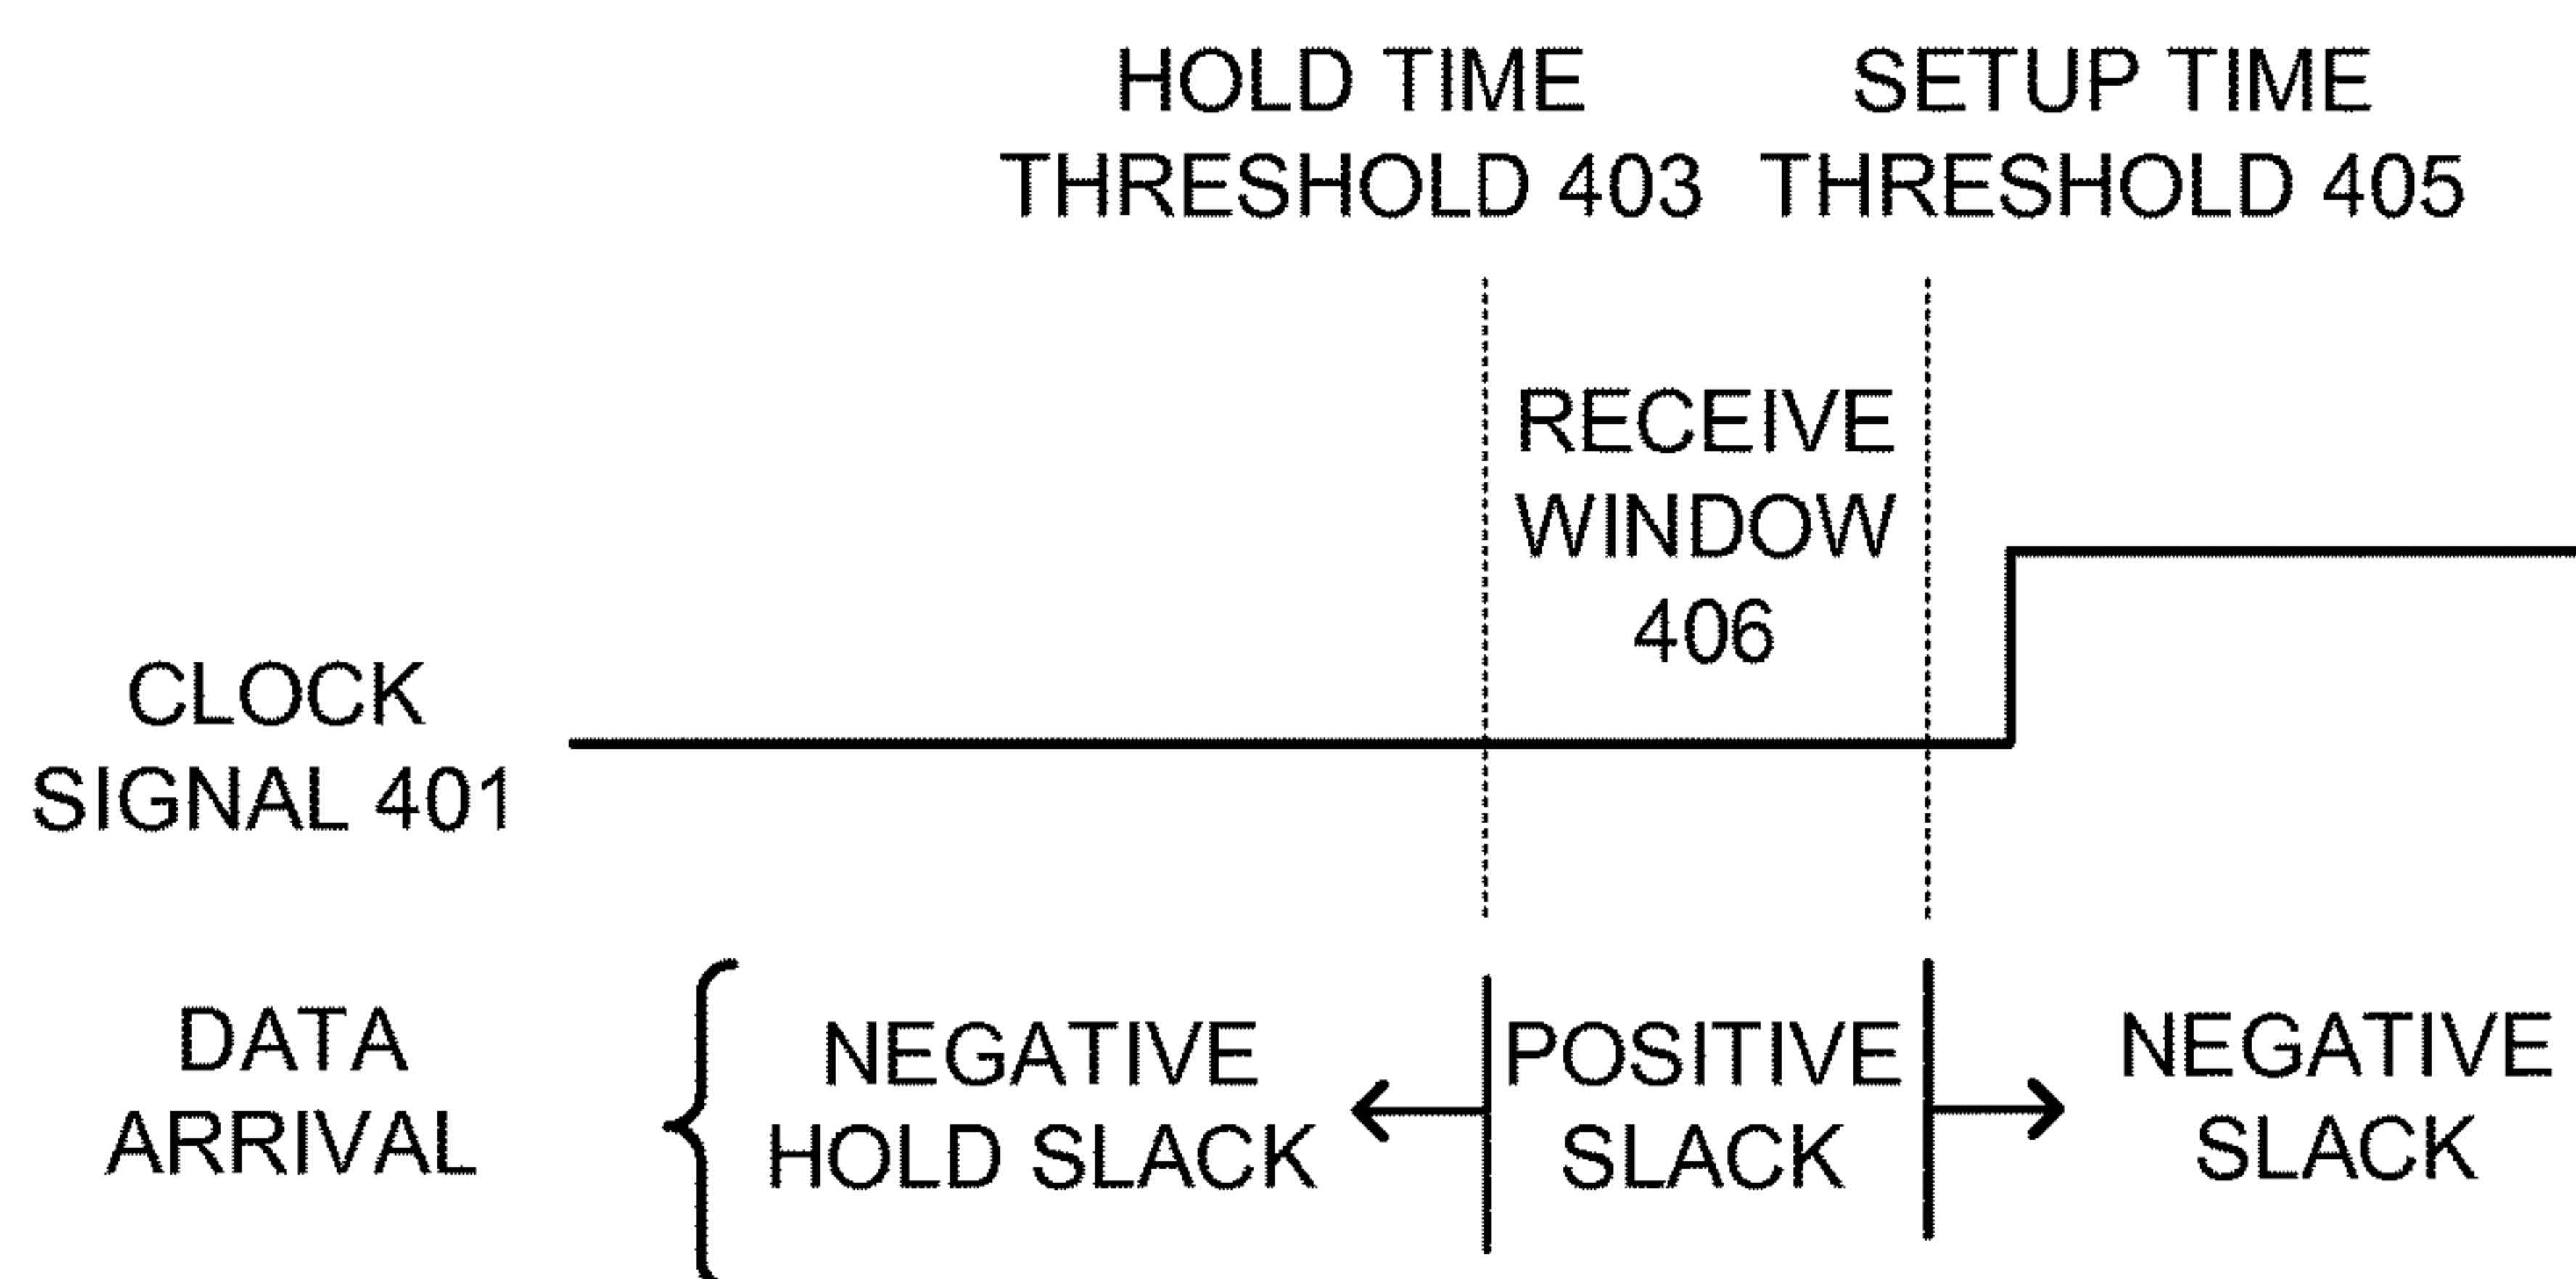 HOLD TIME
THRESHOLD 403
SETUP TIME
THRESHOLD 405
RECEIVE
WINDOW
406
CLOCK
SIGNAL 401
DATA
ARRIVAL
NEGATIVE
HOLD SLACK
POSITIVE
SLACK
NEGATIVE
SLACK